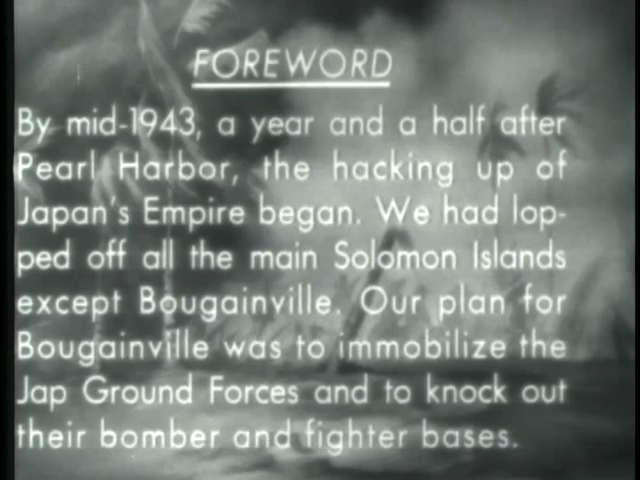 FOREWORD
By mid-1943, a year and a half after
Pearl Harbor, the hacking up of
Japan's Empire began. We had lop-
ped off all the main Solomon Islands
except Bougainville. Our plan for
Bougainville was to immobilize the
Jap Ground Forces and to knock out
their bomber and fighter bases.